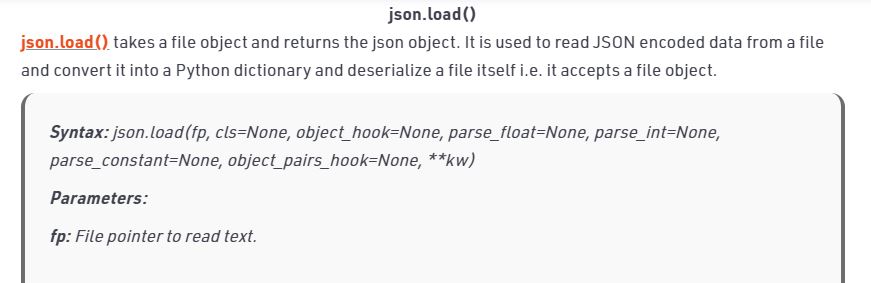 json.load()
json.load() takes a file object and returns the json object. It is used to read JSON encoded data from a file
and convert it into a Python dictionary and deserialize a file itself i.e. it accepts a file object.
Syntax: json.load(fp, cls=None, object_hook=None, parse_float=None, parse_int=None,
parse_constant=None, object_pairs_hook=None, **kw)
Parameters:
fp: File pointer to read text.